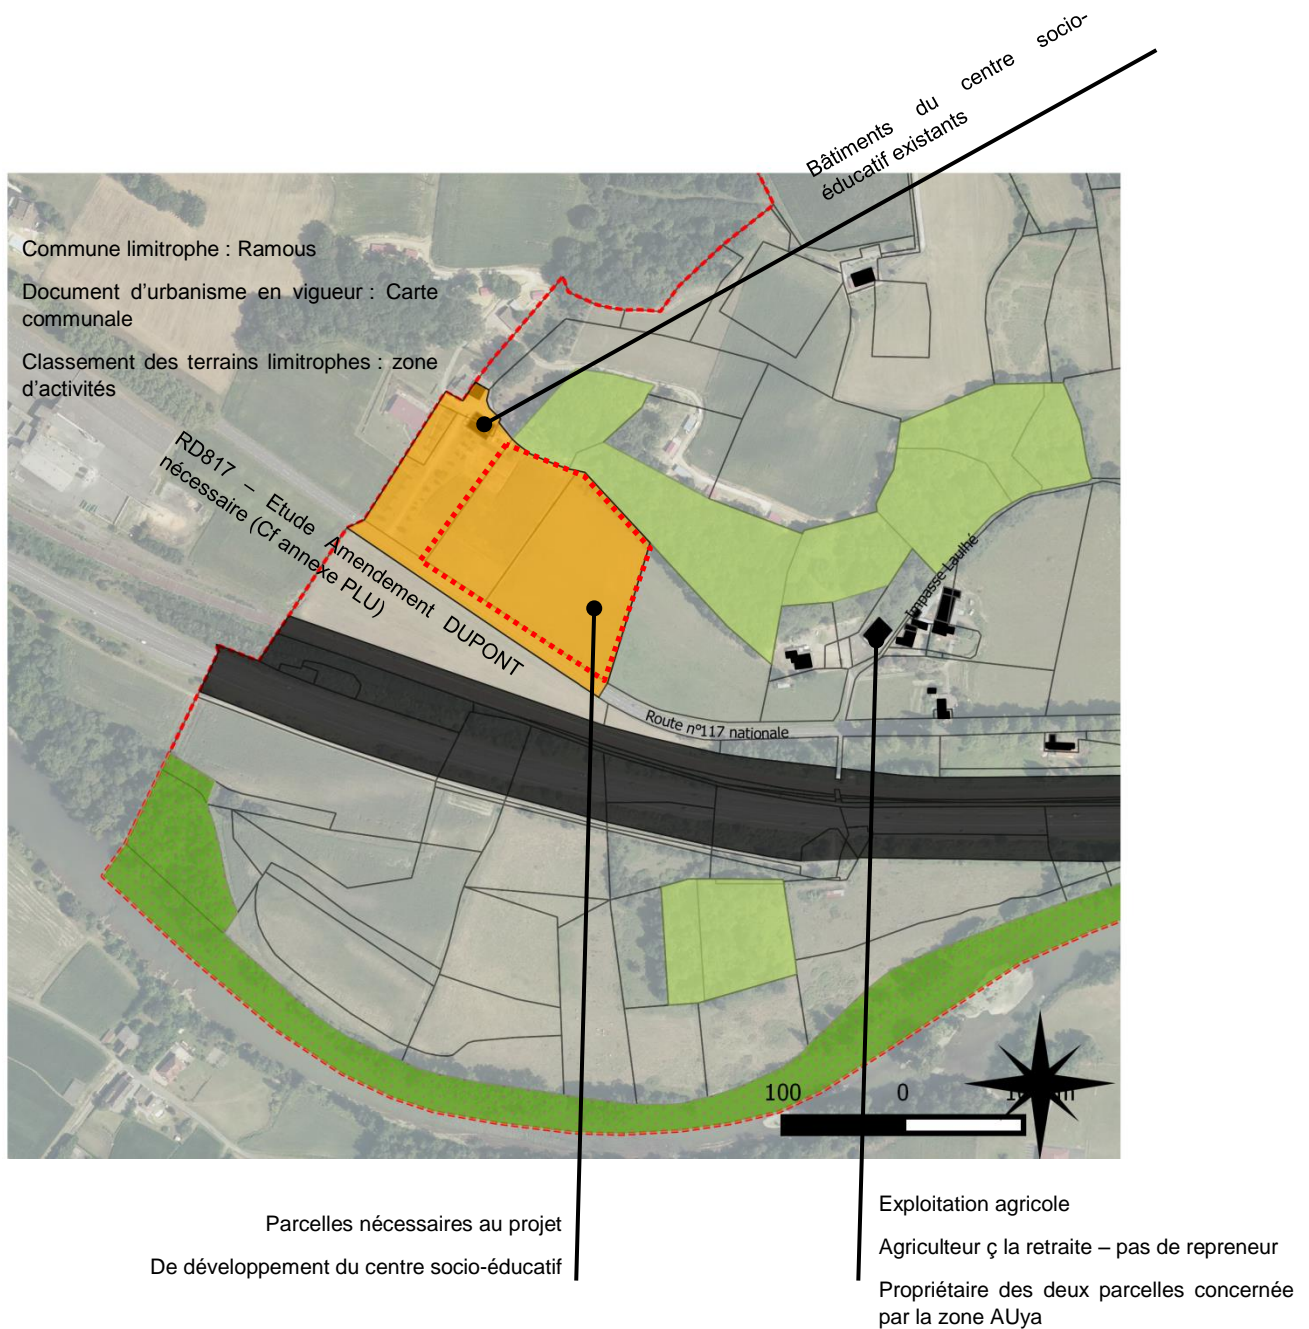 Bâtiments du centre socio-
éducatif existants
Commune limitrophe : Ramous
Document d'urbanisme en vigueur : Carte
communale
Classement des terrains limitrophes : zone
d'activités
RD817 – Etude Amendement DUPONT
nécessaire (Cf annexe PLU)
Impasse Laulhé
Route nº117 nationale
100 0
Parcelles nécessaires au projet
De développement du centre socio-éducatif
Exploitation agricole
Agriculteur ç la retraite – pas de repreneur
Propriétaire des deux parcelles concernée
par la zone AUya